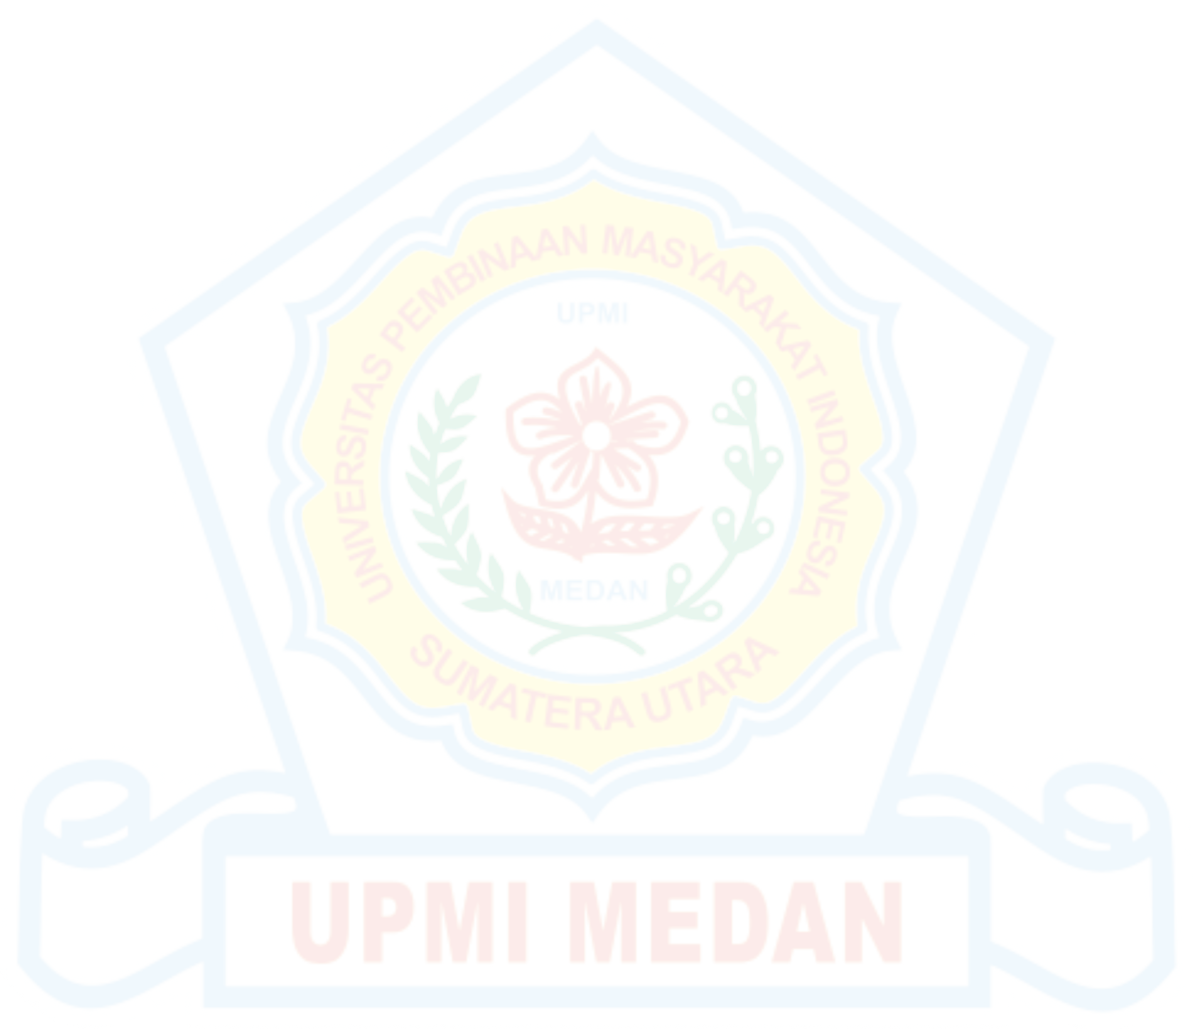 UNIVERSITAS PEMBINAAN MASYARAKAT INDONESIA
UPMI
MEDAN
SUMATERA UTARA
UPMI MEDAN